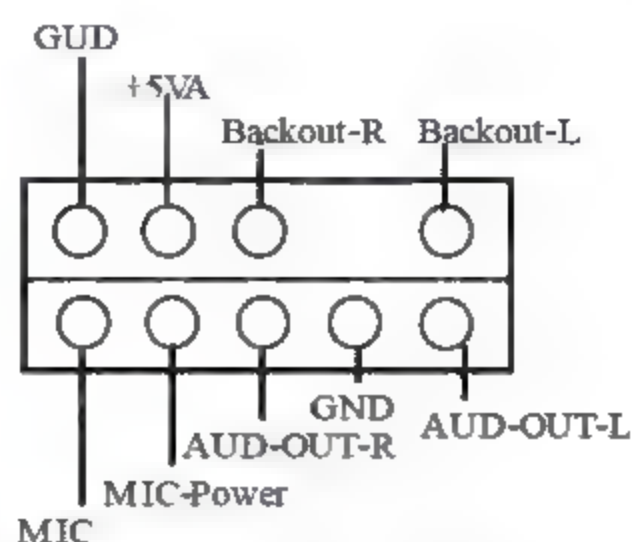 GUD
+5VA
Backout-R
Backout-L
GND
AUD-OUT-L
AUD-OUT-R
MIC-Power
MIC